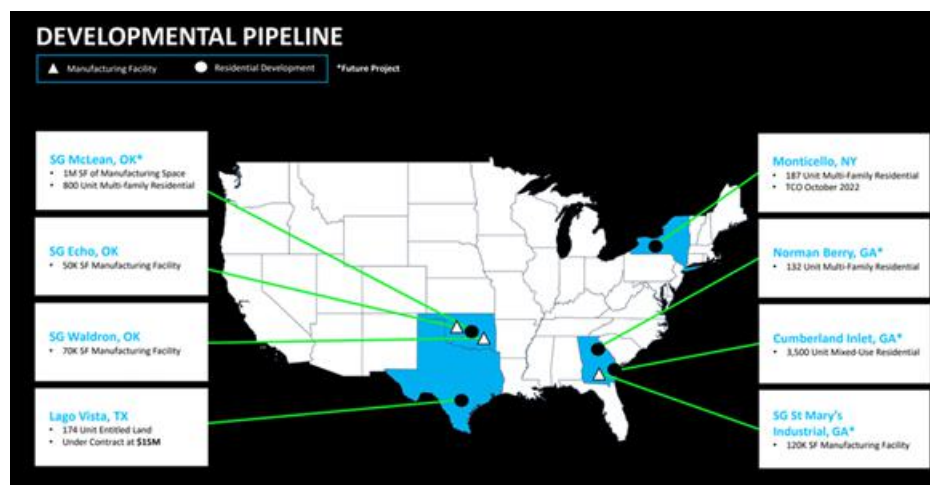 DEVELOPMENTAL PIPELINE
Manufacturing Facility
Residential Development
*Future Project
SG McLean, OK*
• 1M SF of Manufacturing Space
• 800 Unit Multi-family Residential
SG Echo, OK
• 50K SF Manufacturing Facility
SG Waldron, OK
• 70K SF Manufacturing Facility
Lago Vista, TX
• 174 Unit Entitled Land
• Under Contract at $15M
Monticello, NY
• 187 Unit Multi-Family Residential
• TCO October 2022
Norman Berry, GA*
• 132 Unit Multi-Family Residential
Cumberland Inlet, GA*
• 3,500 Unit Mixed-Use Residential
SG St Mary's
Industrial, GA*
• 120K SF Manufacturing Facility